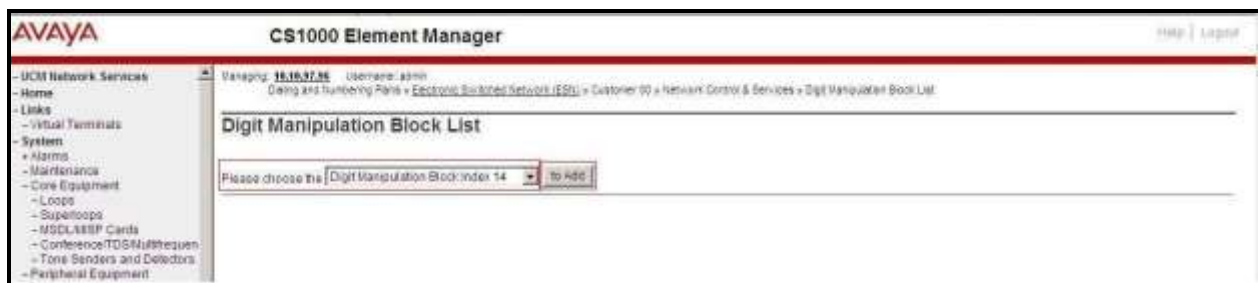 AVAYA
CS1000 Element Manager
Help | Logout
- UCM Network Services
- Home
- Links
- Virtual Terminals
- System
+ Alarms
- Maintenance
- Core Equipment
- Loops
- Superloops
- MSDL/MISP Cards
- Conference/TDS/Multifrequen
- Tone Senders and Detectors
- Peripheral Equipment
Managing: 10.10.97.96 Username: admin
Dialing and Numbering Plans » Electronic Switched Network (ESN) » Customer 00 » Network Control & Services » Digit Manipulation Block List
Digit Manipulation Block List
Please choose the Digit Manipulation Block Index 14 to Add